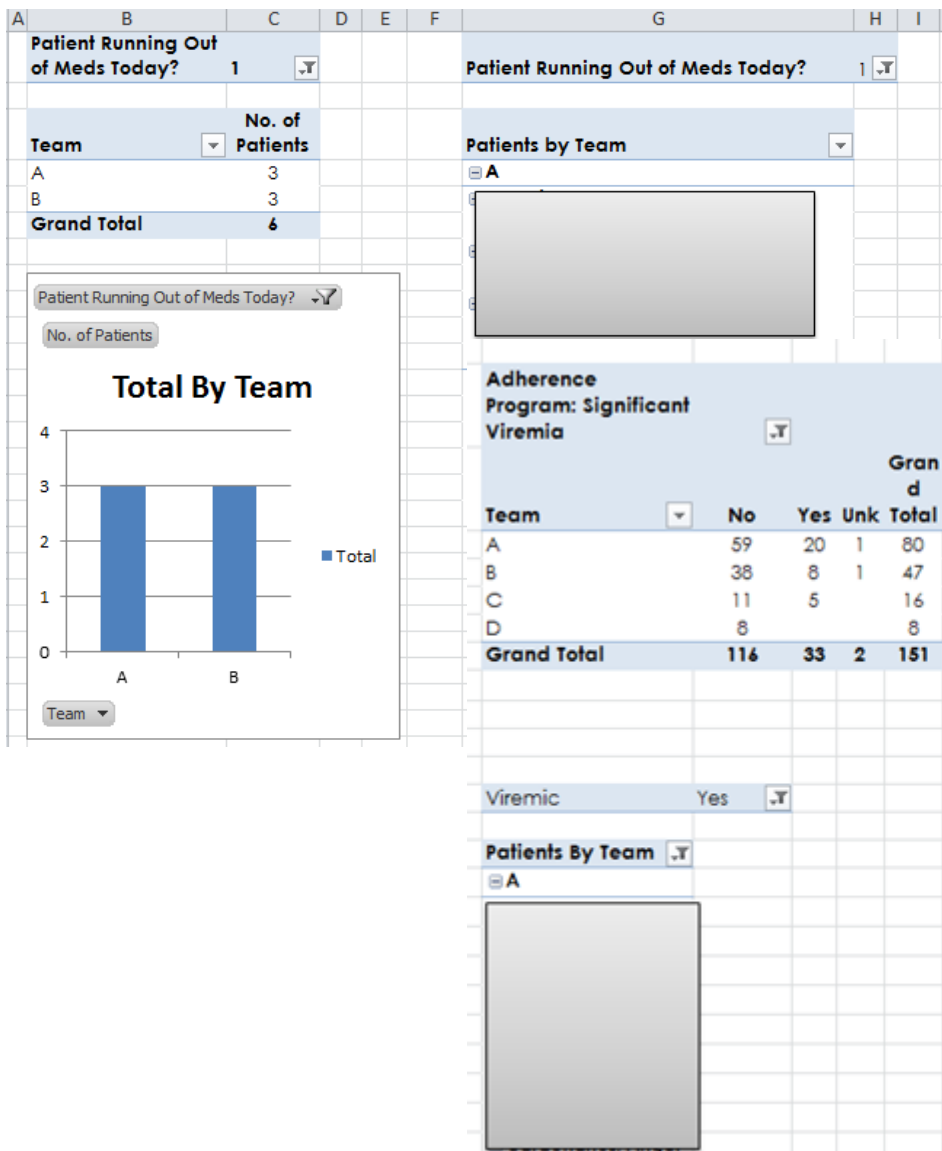 A B C D E F G H I
Patient Running Out
of Meds Today? 1
Team No. of
Patients
A 3
B 3
Grand Total 6
Patient Running Out of Meds Today?
No. of Patients
Total By Team
4
3
2
1
0
A B
Total
Team
Patient Running Out of Meds Today? 1
Patients by Team
A
Adherence
Program: Significant
Viremia
Team No Yes Unk Gran
d
Total
A 59 20 1 80
B 38 8 1 47
C 11 5 16
D 8 8
Grand Total 116 33 2 151
Viremic Yes
Patients By Team
A